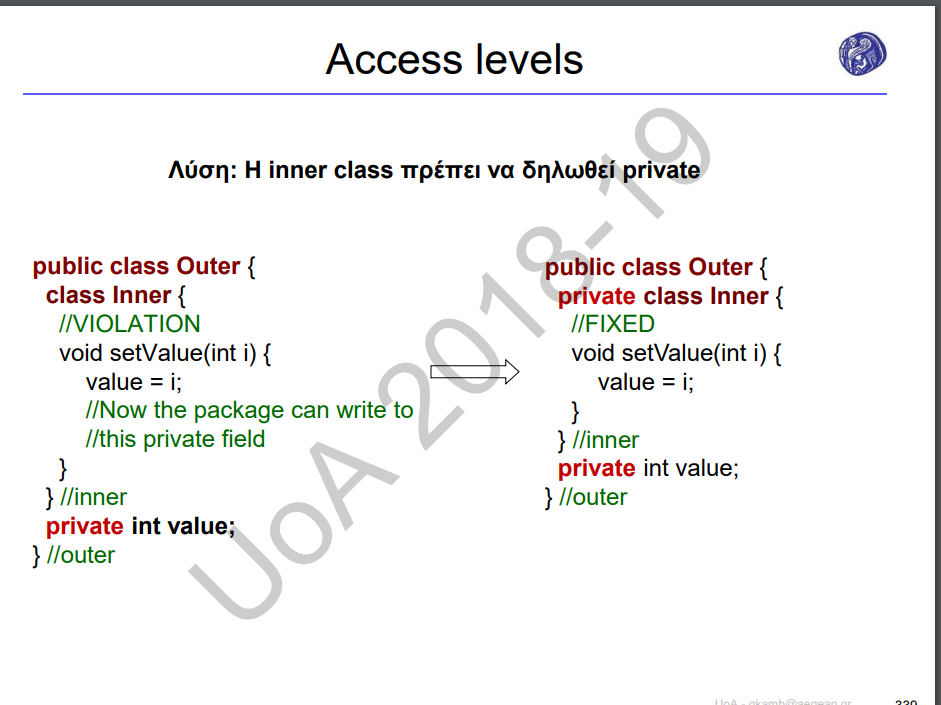 Access levels
Λύση: Η inner class πρέπει να δηλωθεί private
public class Outer {
class Inner {
//VIOLATION
void setValue(int i) {
value = i;
//Now the package can write to
//this private field
}
} //inner
private int value;
} //outer
public class Outer {
private class Inner {
//FIXED
void setValue(int i) {
value = i;
}
} //inner
private int value;
} //outer
UoA 2018-19
UoA - gkamb@aegean.gr